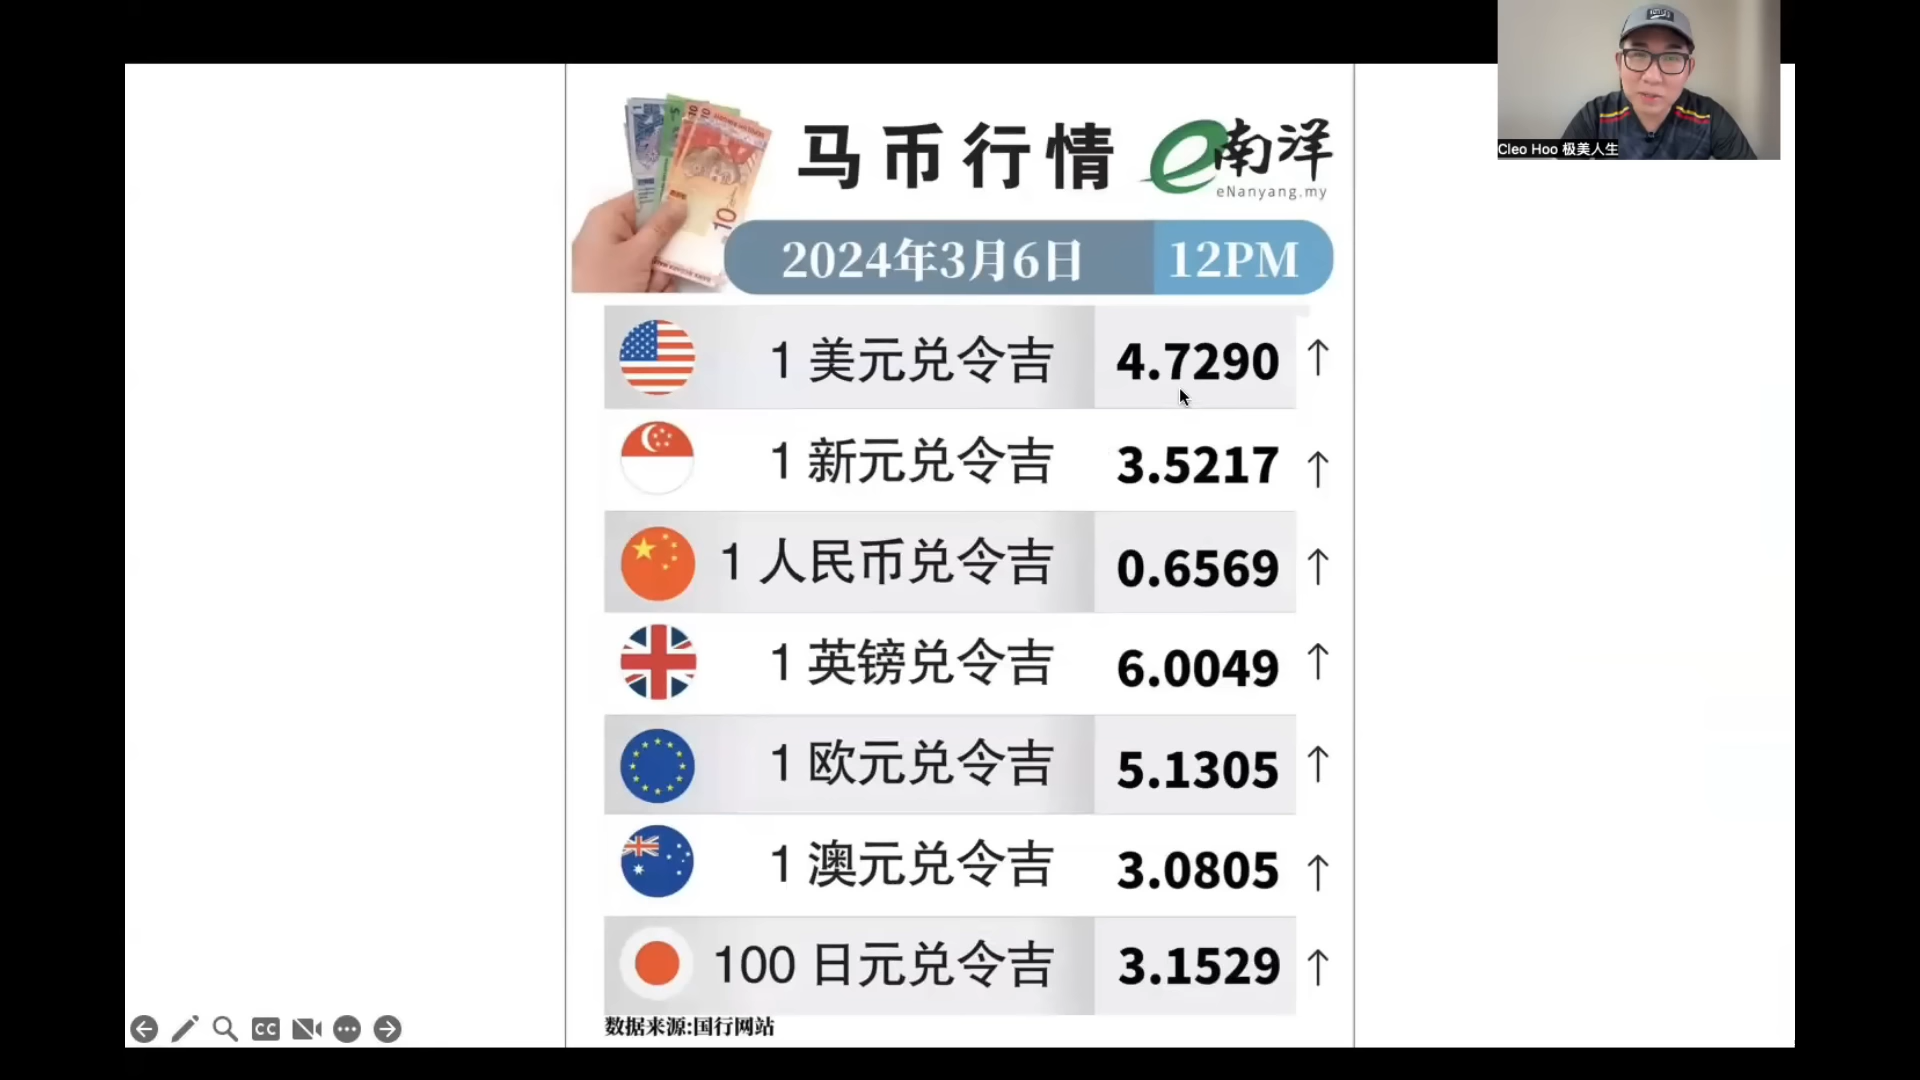 马币行情
e南洋
eNanyang.my
2024年3月6日 12PM
1 美元兑令吉 4.7290 ↑
1 新元兑令吉 3.5217 ↑
1 人民币兑令吉 0.6569 ↑
1 英镑兑令吉 6.0049 ↑
1 欧元兑令吉 5.1305 ↑
1 澳元兑令吉 3.0805 ↑
100 日元兑令吉 3.1529 ↑
数据来源:国行网站
Cleo Hoo 极美人生
CC
10